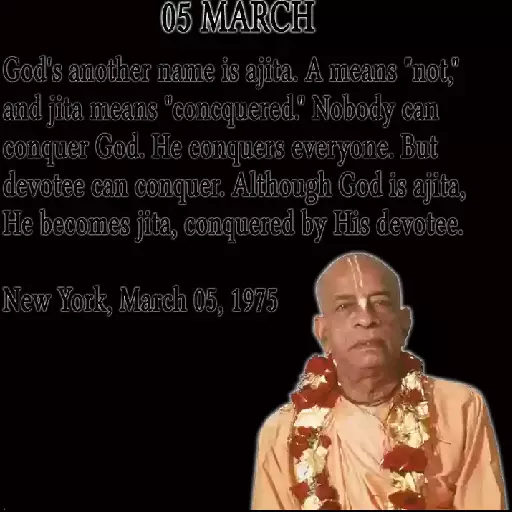 05 MARCH
God's another name is ajita. A means "not,"
and jita means "concquered." Nobody can
conquer God. He conquers everyone. But
devotee can conquer. Although God is ajita,
He becomes jita, conquered by His devotee.
New York, March 05, 1975